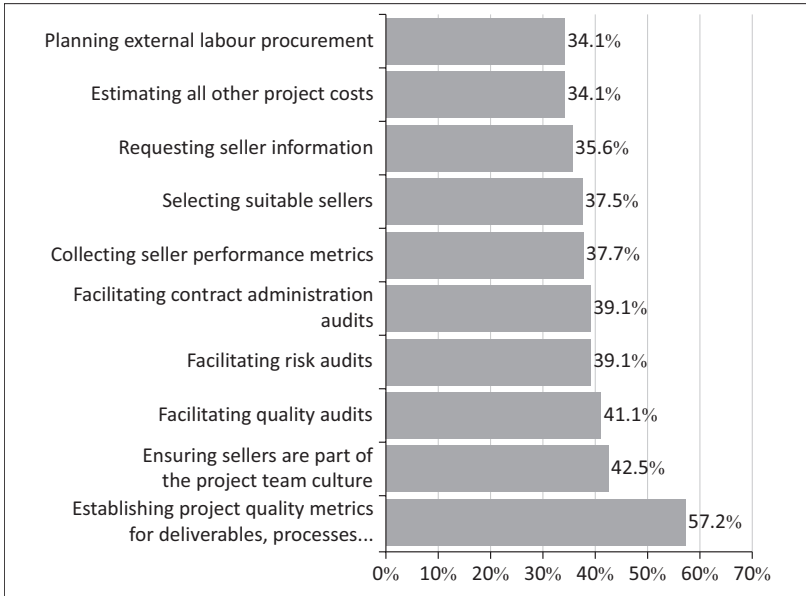 Planning external labour procurement
34.1%
Estimating all other project costs
34.1%
Requesting seller information
35.6%
Selecting suitable sellers
37.5%
Collecting seller performance metrics
37.7%
Facilitating contract administration
audits
39.1%
Facilitating risk audits
39.1%
Facilitating quality audits
41.1%
Ensuring sellers are part of
the project team culture
42.5%
Establishing project quality metrics
for deliverables, processes...
57.2%
0% 10% 20% 30% 40% 50% 60% 70%